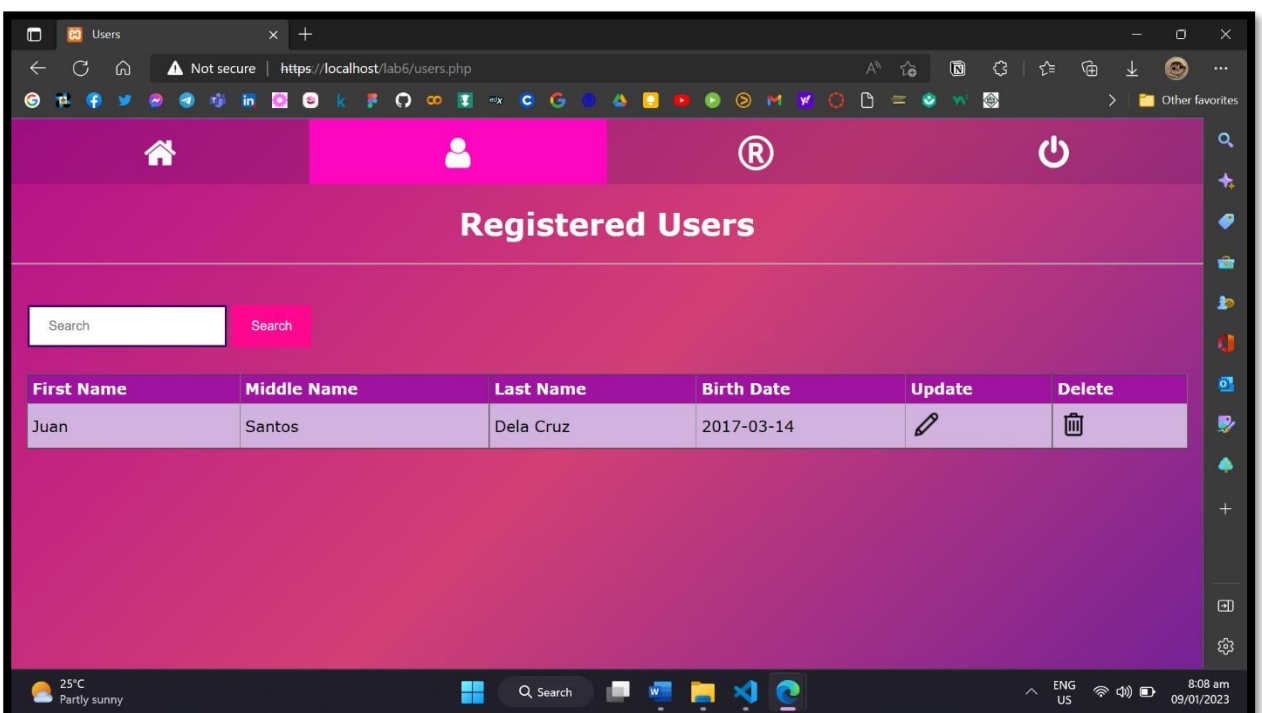 Users
Not secure | https://localhost/lab6/users.php
Other favorites
Registered Users
Search Search
First Name Middle Name Last Name Birth Date Update Delete
Juan Santos Dela Cruz 2017-03-14
25°C
Partly sunny
Search
ENG
US
8:08 am
09/01/2023